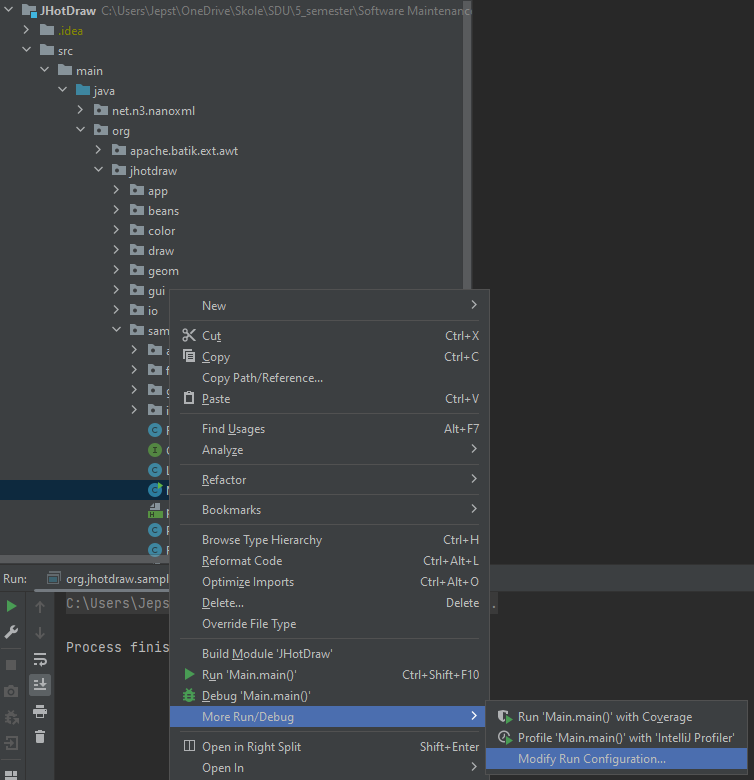 JHotDraw C:\Users\Jepst\OneDrive\Skole\SDU\5_semester\Software Maintenance
.idea
src
main
java
net.n3.nanoxml
org
apache.batik.ext.awt
jhotdraw
app
beans
color
draw
geom
gui
io
sam
New
Cut Ctrl+X
Copy Ctrl+C
Copy Path/Reference...
Paste Ctrl+V
Find Usages Alt+F7
Analyze
Refactor
Bookmarks
Browse Type Hierarchy Ctrl+H
Reformat Code Ctrl+Alt+L
Optimize Imports Ctrl+Alt+O
Delete... Delete
Override File Type
Build Module 'JHotDraw'
Run 'Main.main()' Ctrl+Shift+F10
Debug 'Main.main()'
More Run/Debug
Open in Right Split Shift+Enter
Open In
Run 'Main.main()' with Coverage
Profile 'Main.main()' with 'IntelliJ Profiler'
Modify Run Configuration...
Run: org.jhotdraw.sampl
C:\Users\Jeps
Process finis